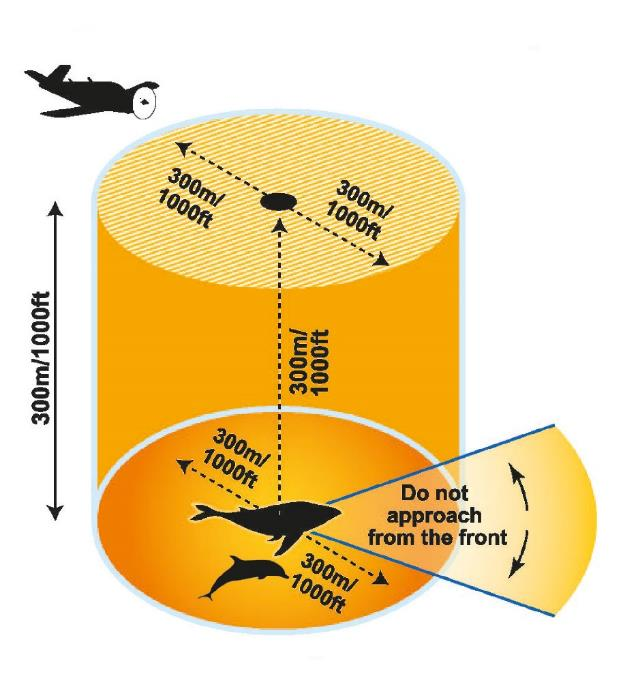 300m/
1000ft
300m/
1000ft
300m/1000ft
300m/
1000ft
300m/
1000ft
Do not
approach
from the front
300m/
1000ft